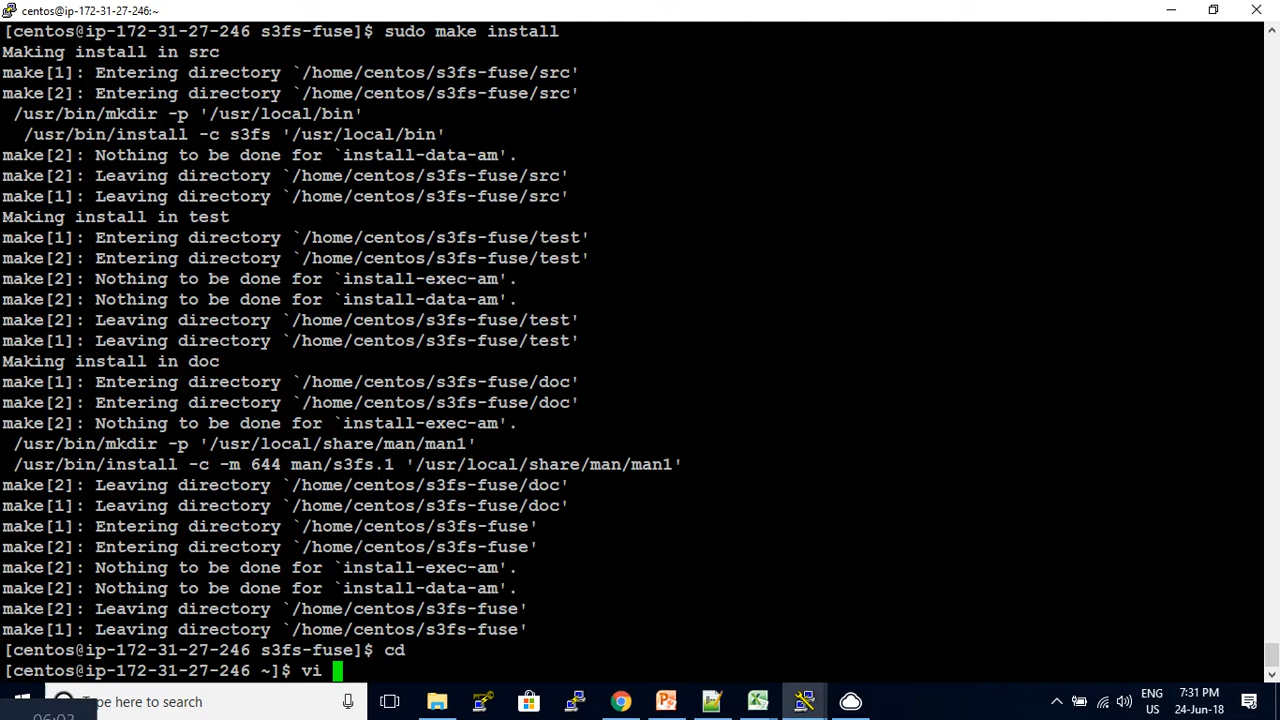 centos@ip-172-31-27-246:~
[centos@ip-172-31-27-246 s3fs-fuse]$ sudo make install
Making install in src
make[1]: Entering directory `/home/centos/s3fs-fuse/src'
make[2]: Entering directory `/home/centos/s3fs-fuse/src'
/usr/bin/mkdir -p '/usr/local/bin'
/usr/bin/install -c s3fs '/usr/local/bin'
make[2]: Nothing to be done for `install-data-am'.
make[2]: Leaving directory `/home/centos/s3fs-fuse/src'
make[1]: Leaving directory `/home/centos/s3fs-fuse/src'
Making install in test
make[1]: Entering directory `/home/centos/s3fs-fuse/test'
make[2]: Entering directory `/home/centos/s3fs-fuse/test'
make[2]: Nothing to be done for `install-exec-am'.
make[2]: Nothing to be done for `install-data-am'.
make[2]: Leaving directory `/home/centos/s3fs-fuse/test'
make[1]: Leaving directory `/home/centos/s3fs-fuse/test'
Making install in doc
make[1]: Entering directory `/home/centos/s3fs-fuse/doc'
make[2]: Entering directory `/home/centos/s3fs-fuse/doc'
make[2]: Nothing to be done for `install-exec-am'.
/usr/bin/mkdir -p '/usr/local/share/man/man1'
/usr/bin/install -c -m 644 man/s3fs.1 '/usr/local/share/man/man1'
make[2]: Leaving directory `/home/centos/s3fs-fuse/doc'
make[1]: Leaving directory `/home/centos/s3fs-fuse/doc'
make[1]: Entering directory `/home/centos/s3fs-fuse'
make[2]: Entering directory `/home/centos/s3fs-fuse'
make[2]: Nothing to be done for `install-exec-am'.
make[2]: Nothing to be done for `install-data-am'.
make[2]: Leaving directory `/home/centos/s3fs-fuse'
make[1]: Leaving directory `/home/centos/s3fs-fuse'
[centos@ip-172-31-27-246 s3fs-fuse]$ cd
[centos@ip-172-31-27-246 ~]$ vi
Type here to search
ENG
US
7:31 PM
24-Jun-18